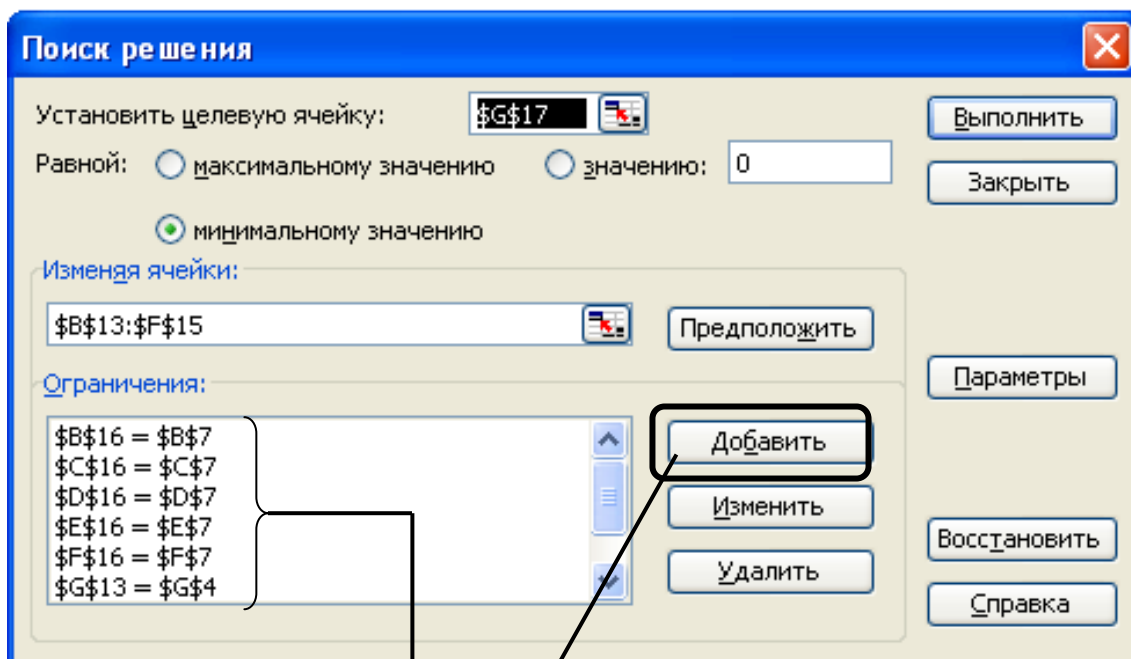 Поиск решения
Установить целевую ячейку: $G$17
Выполнить
Равной: максимальному значению значению: 0
Закрыть
минимальному значению
Изменяя ячейки:
$B$13:$F$15
Предположить
Параметры
Ограничения:
$B$16 = $B$7
$C$16 = $C$7
$D$16 = $D$7
$E$16 = $E$7
$F$16 = $F$7
$G$13 = $G$4
Добавить
Изменить
Удалить
Восстановить
Справка